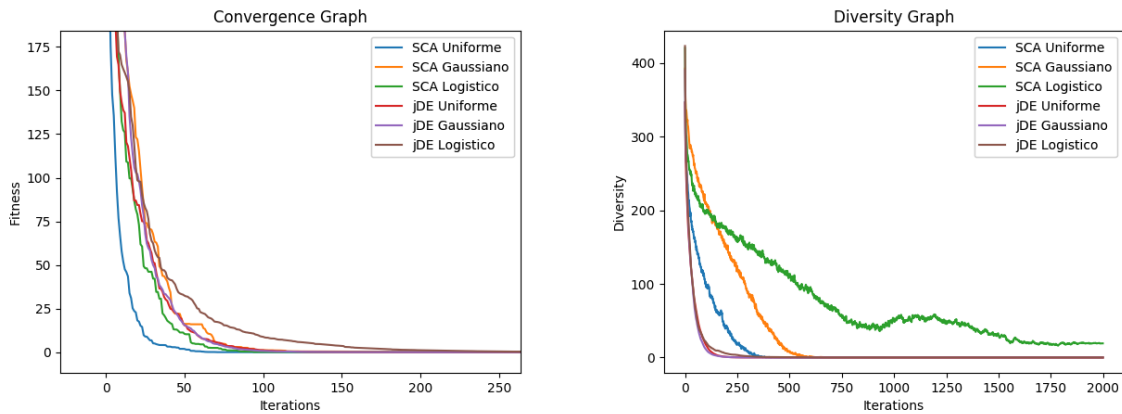 Convergence Graph
175
150
125
100
75
50
25
0
Fitness
0
50
100
150
200
250
Iterations
SCA Uniforme
SCA Gaussiano
SCA Logistico
jDE Uniforme
jDE Gaussiano
jDE Logistico
Diversity Graph
400
300
200
100
0
Diversity
0
250
500
750
1000
1250
1500
1750
2000
Iterations
SCA Uniforme
SCA Gaussiano
SCA Logistico
jDE Uniforme
jDE Gaussiano
jDE Logistico